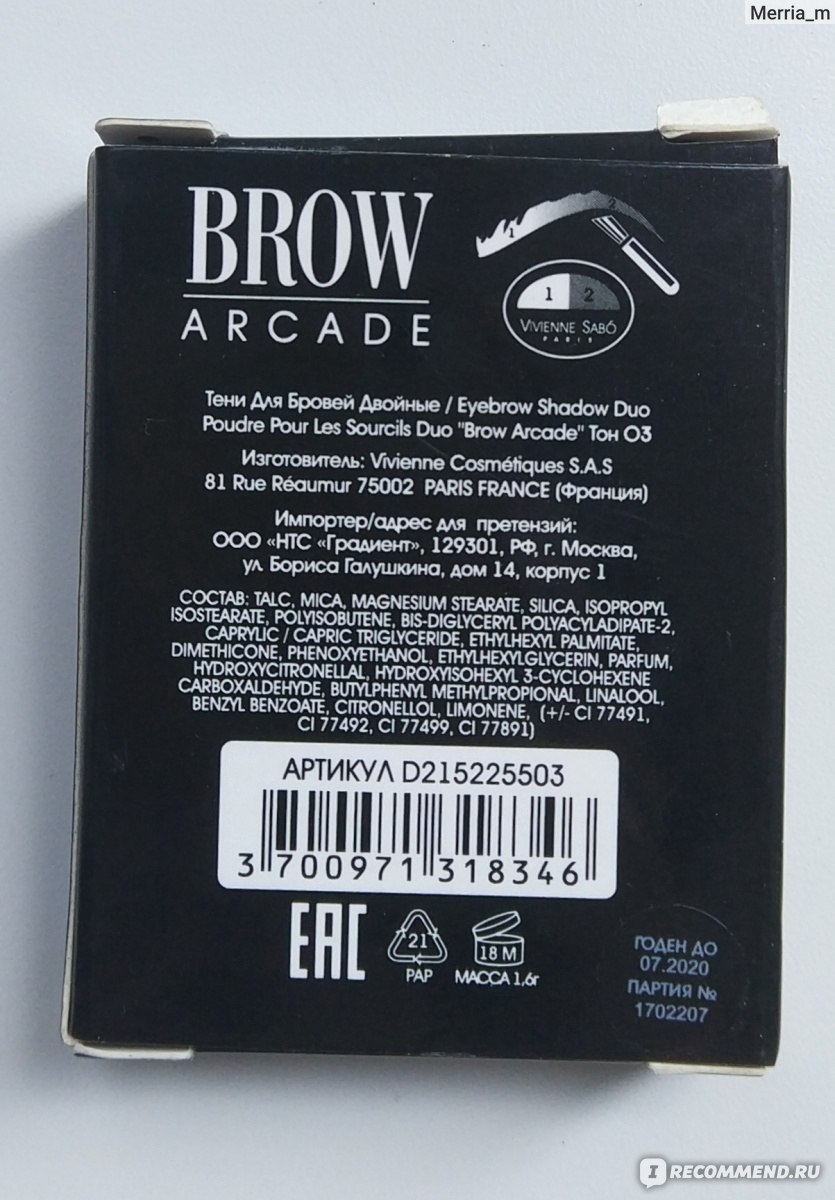 Merria_m
BROW
ARCADE
1
2
1 2
VIVIENNE SABÓ
PARIS
Тени Для Бровей Двойные / Eyebrow Shadow Duo
Poudre Pour Les Sourcils Duo "Brow Arcade" Тон 03
Изготовитель: Vivienne Cosmétiques S.A.S
81 Rue Réaumur 75002 PARIS FRANCE (Франция)
Импортер/адрес для претензий:
ООО «НТС «Градиент», 129301, РФ, г. Москва,
ул. Бориса Галушкина, дом 14, корпус 1
СОСТАВ: TALC, MICA, MAGNESIUM STEARATE, SILICA, ISOPROPYL
ISOSTEARATE, POLYISOBUTENE, BIS-DIGLYCERYL POLYACYLADIPATE-2,
CAPRYLIC / CAPRIC TRIGLYCERIDE, ETHYLHEXYL PALMITATE,
DIMETHICONE, PHENOXYETHANOL, ETHYLHEXYLGLYCERIN, PARFUM,
HYDROXYCITRONELLAL, HYDROXYISOHEXYL 3-CYCLOHEXENE
CARBOXALDEHYDE, BUTYLPHENYL METHYLPROPIONAL, LINALOOL,
BENZYL BENZOATE, CITRONELLOL, LIMONENE, (+/- CI 77491,
CI 77492, CI 77499, CI 77891)
АРТИКУЛ D215225503
3 700971 318346
EAC
21
PAP
18 M
МАССА 1,6г
ГОДЕН ДО
07.2020
ПАРТИЯ №
1702207
IRECOMMEND.RU